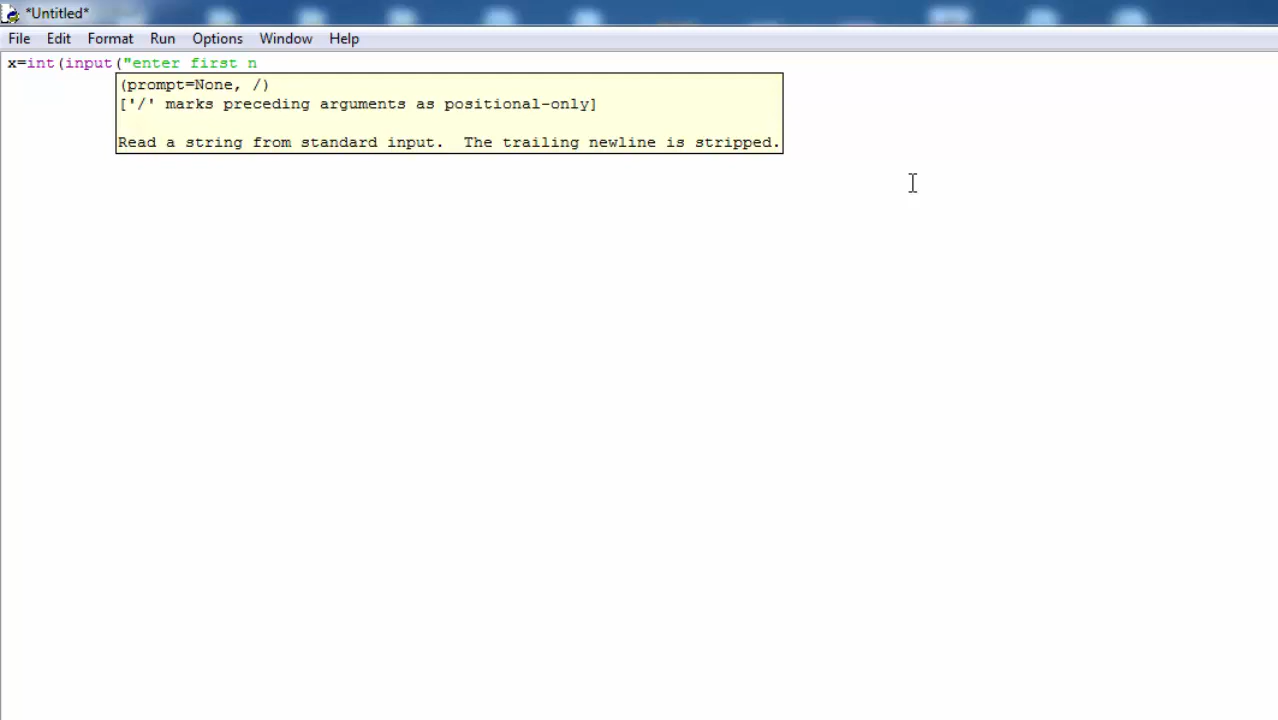 *Untitled*
File Edit Format Run Options Window Help
x=int(input("enter first n
(prompt=None, /)
['/' marks preceding arguments as positional-only]
Read a string from standard input.  The trailing newline is stripped.